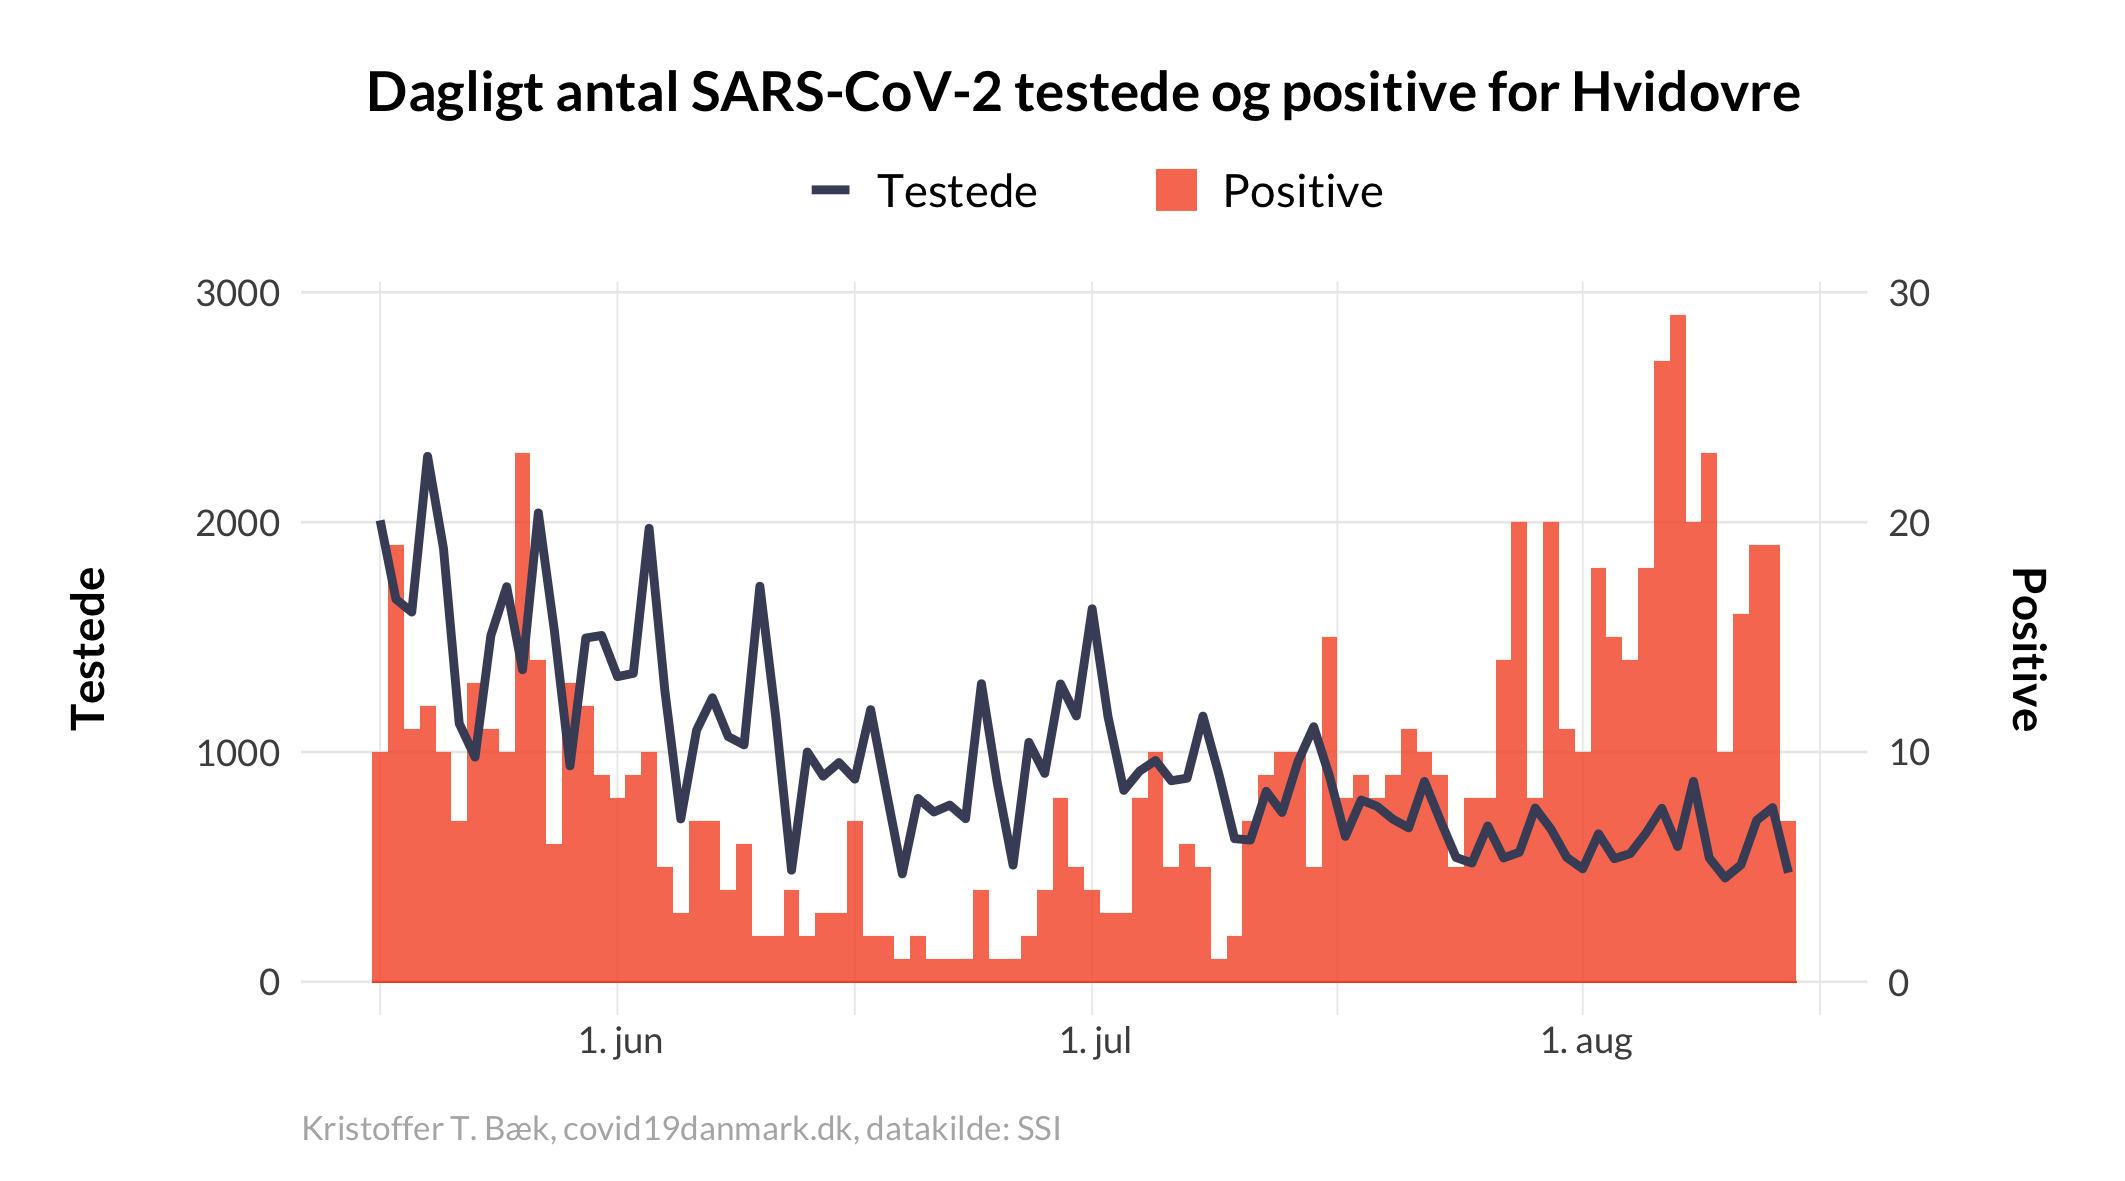 Dagligt antal SARS-CoV-2 testede og positive for Hvidovre
Testede
Positive
3000
2000
1000
0
Testede
30
20
10
0
Positive
1. jun
1. jul
1. aug
Kristoffer T. Bæk, covid19danmark.dk, datakilde: SSI